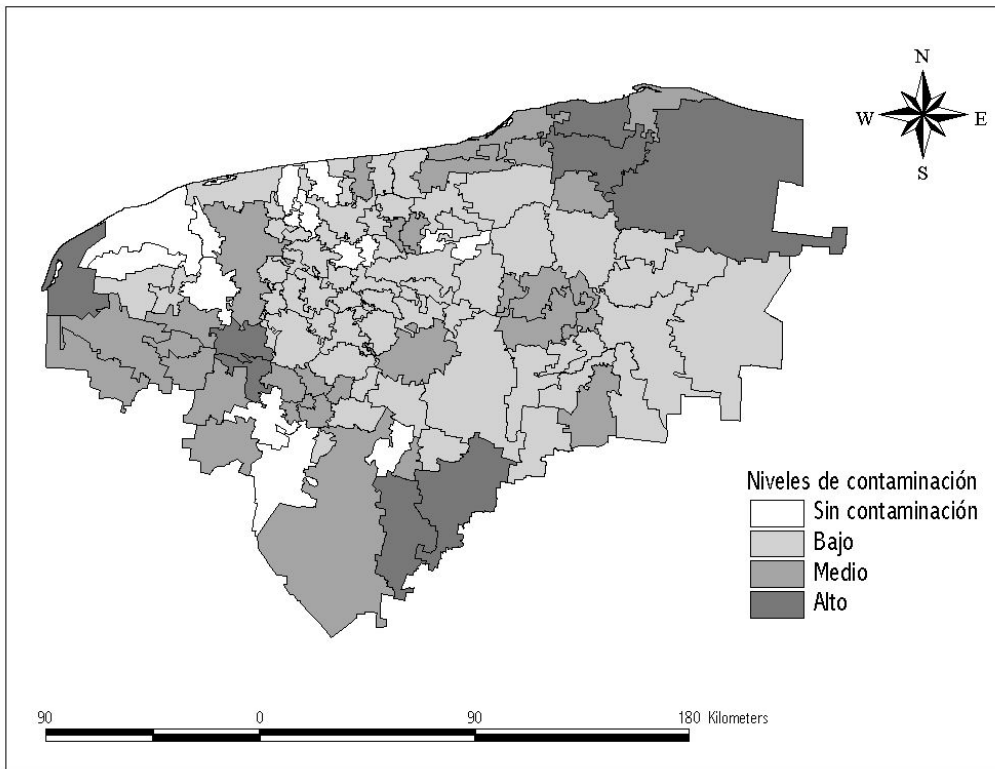 N
W E
S
Niveles de contaminación
Sin contaminación
Bajo
Medio
Alto
90 0 90 180 Kilometers